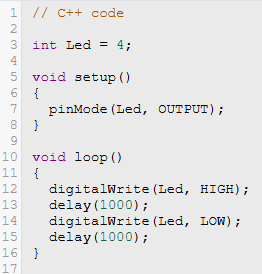 1 // C++ code
2
3 int Led = 4;
4
5 void setup()
6 {
7   pinMode(Led, OUTPUT);
8 }
9
10 void loop()
11 {
12   digitalWrite(Led, HIGH);
13   delay(1000);
14   digitalWrite(Led, LOW);
15   delay(1000);
16 }
17